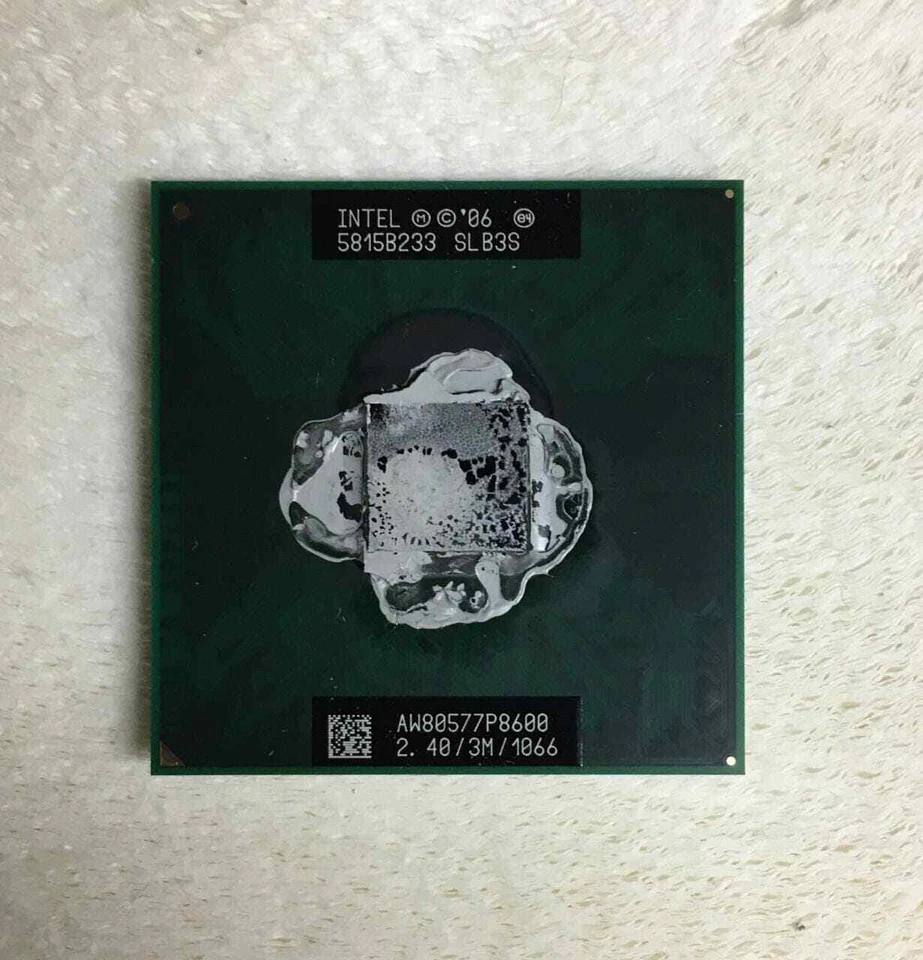 INTEL Ⓜ © '06 ⓔ4
5815B233 SLB3S
AW80577P8600
2.40/3M/1066